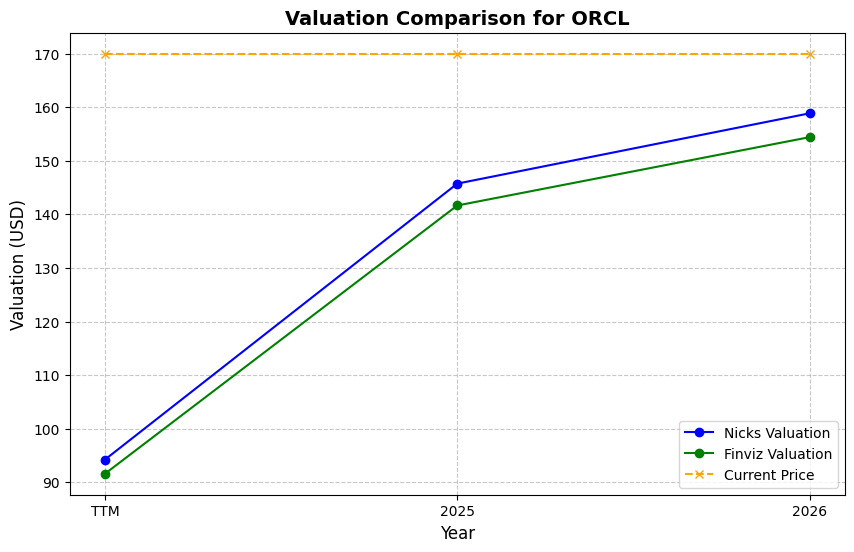 Valuation Comparison for ORCL
Valuation (USD)
170
160
150
140
130
120
110
100
90
TTM
2025
2026
Year
Nicks Valuation
Finviz Valuation
Current Price